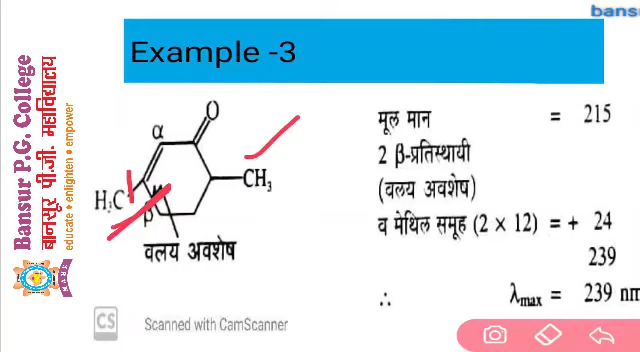 bansu
Example -3
Bansur P.G. College
बानसूर पी.जी. महाविद्यालय
educate • enlighten • empower
α
O
CH₃
H₃C
β
वलय अवशेष
मूल मान = 215
2 β-प्रतिस्थायी
(वलय अवशेष)
व मेथिल समूह (2 × 12) = + 24
239
∴ λmax = 239 nm
CS Scanned with CamScanner